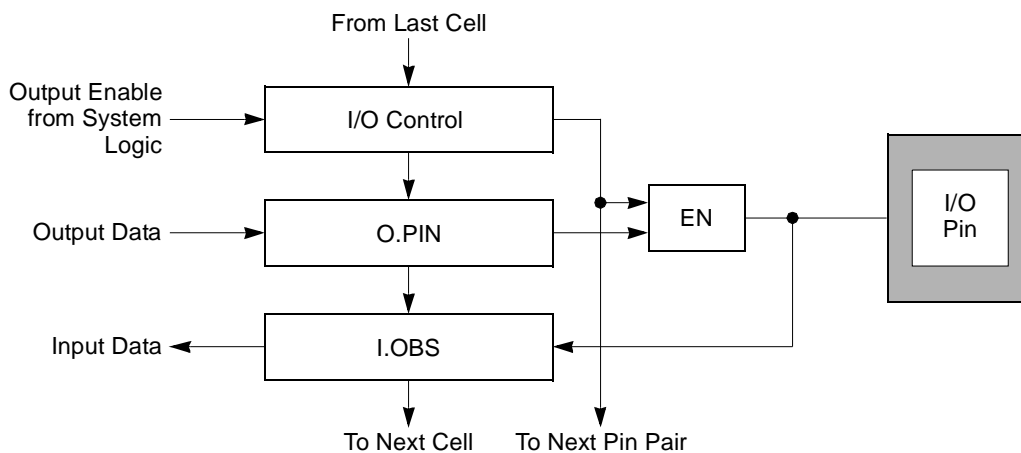 From Last Cell
Output Enable
from System
Logic
I/O Control
I/O
Pin
EN
Output Data
O.PIN
Input Data
I.OBS
To Next Cell
To Next Pin Pair